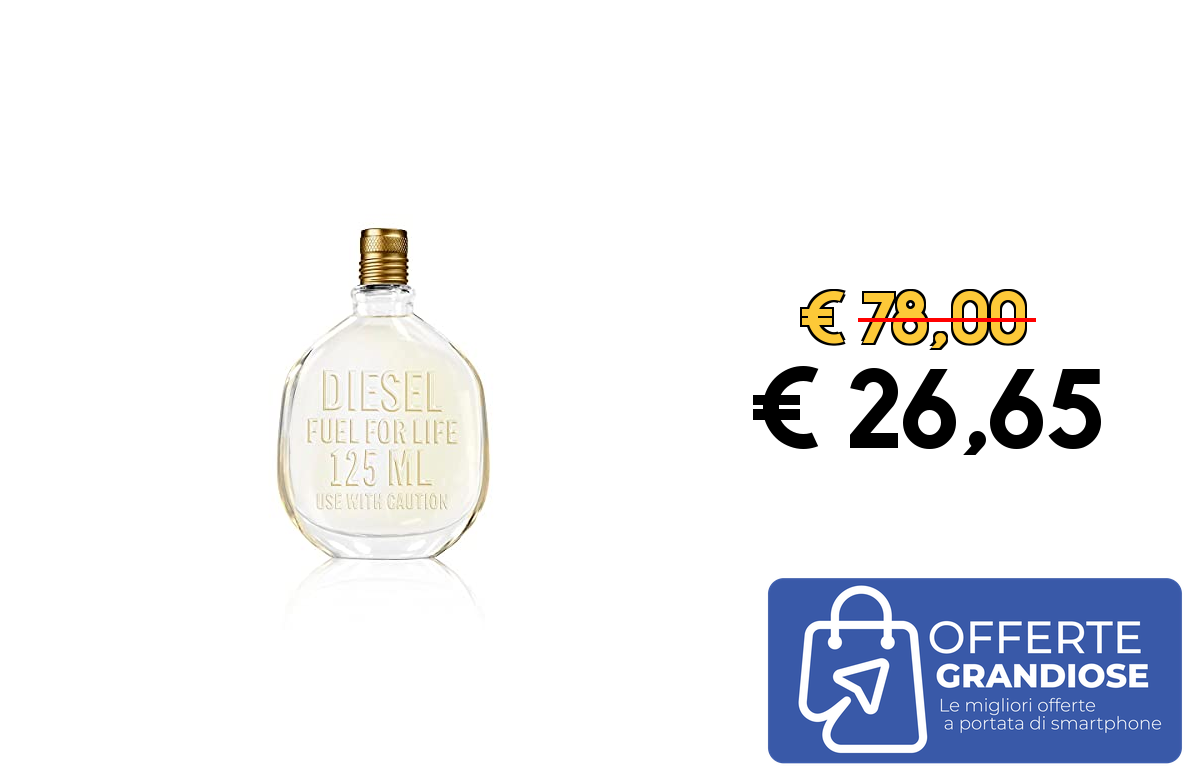 DIESEL
FUEL FOR LIFE
125 ML
USE WITH CAUTION
€ 78,00
€ 26,65
OFFERTE
GRANDIOSE
Le migliori offerte
a portata di smartphone